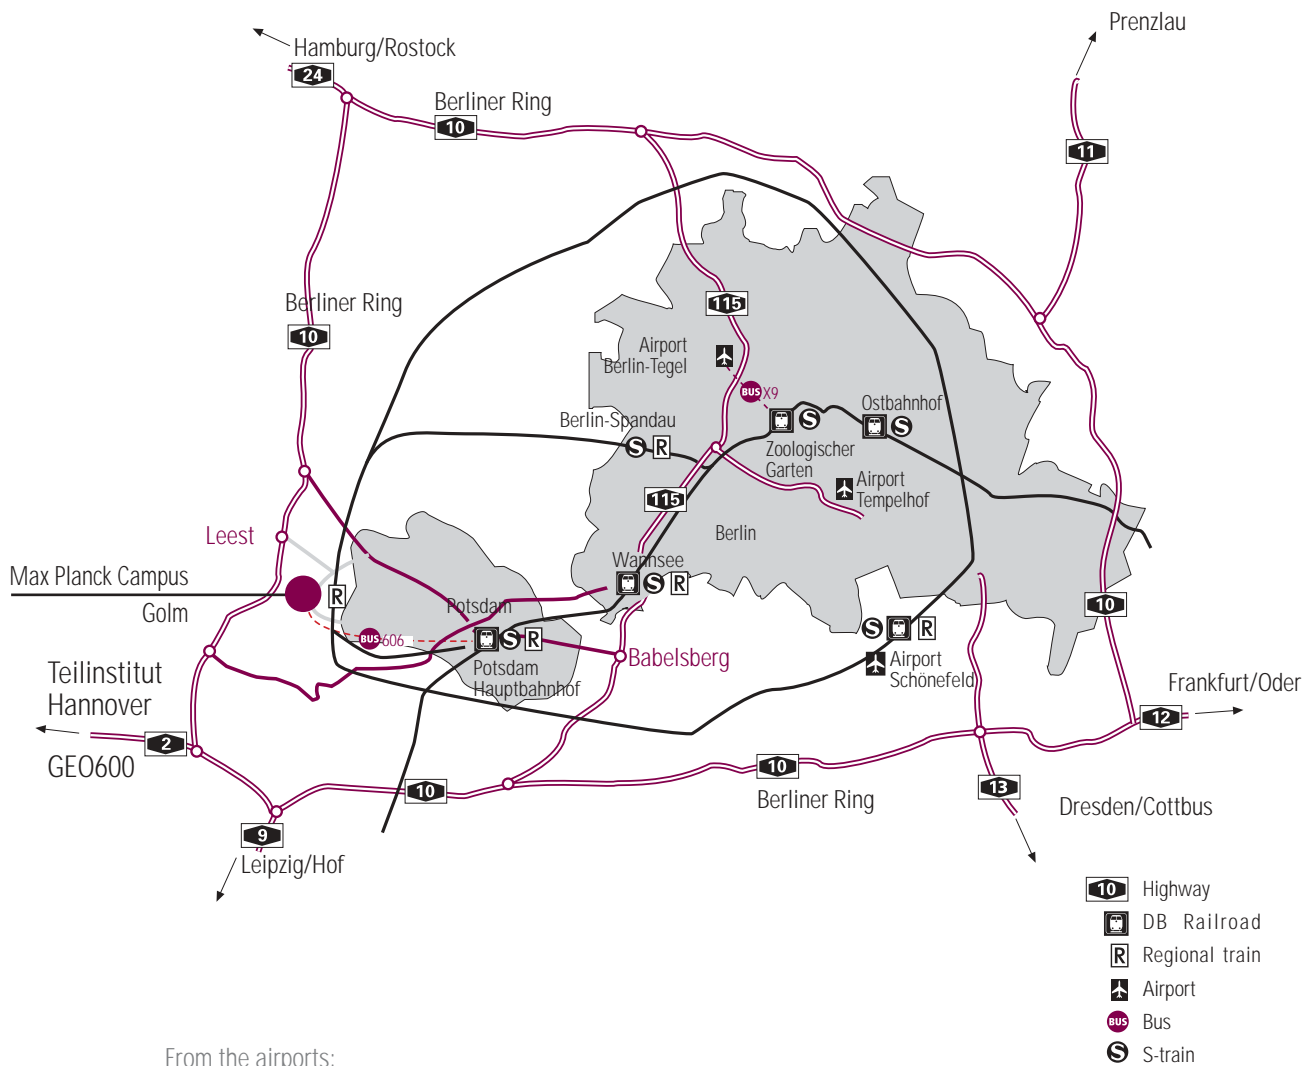 Prenzlau
Hamburg/Rostock
24
Berliner Ring
10
11
Berliner Ring
10
115
Airport
Berlin-Tegel
BUS X9
Ostbahnhof
S
Berlin-Spandau
S R
S
Zoologischer
Garten
Airport
Tempelhof
115
Berlin
Leest
Wannsee
S R
Max Planck Campus
Golm
R
Potsdam
10
BUS 606
S R
S R
Babelsberg
Potsdam
Hauptbahnhof
Airport
Schönefeld
Teilinstitut
Hannover
Frankfurt/Oder
12
2
GEO600
10
10
Berliner Ring
13
Dresden/Cottbus
9
Leipzig/Hof
10 Highway
DB Railroad
R Regional train
Airport
BUS Bus
S S-train
From the airports: